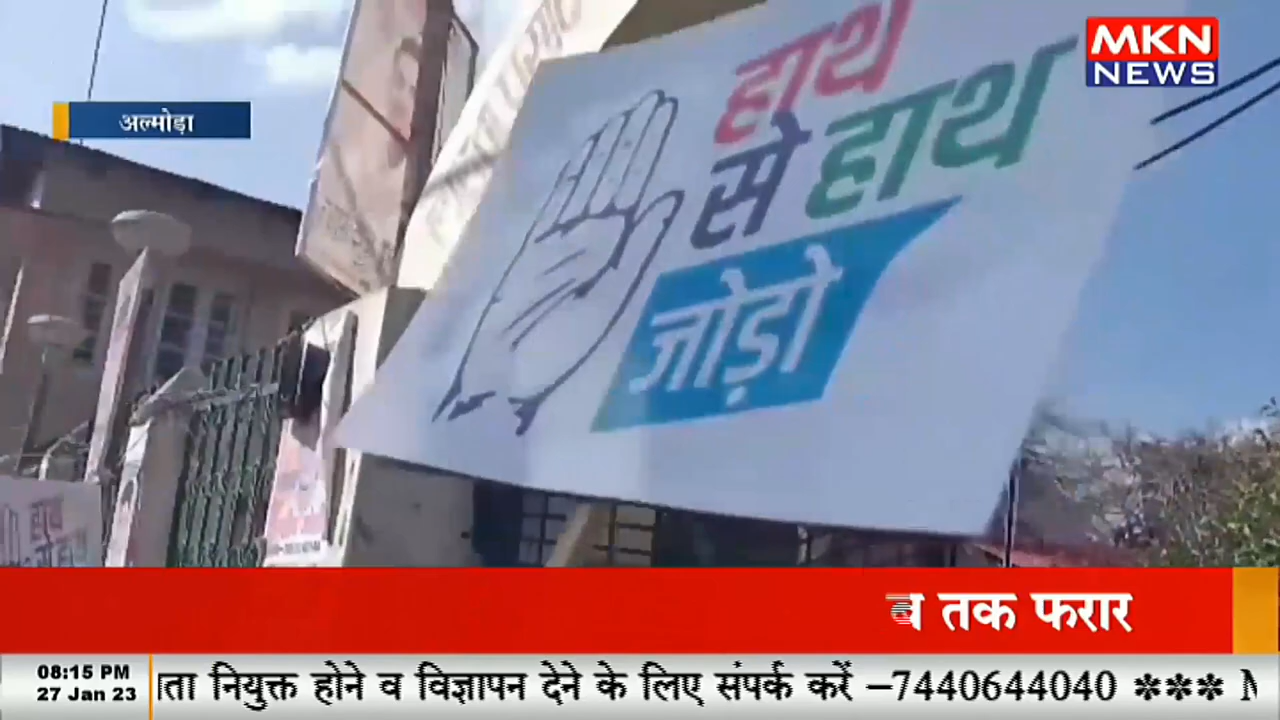 MKN
NEWS
अल्मोड़ा
हाथ
से हाथ
जोड़ो
तक फरार
08:15 PM
27 Jan 23
नियुक्त होने व विज्ञापन देने के लिए संपर्क करें –7440644040 ✱✱✱